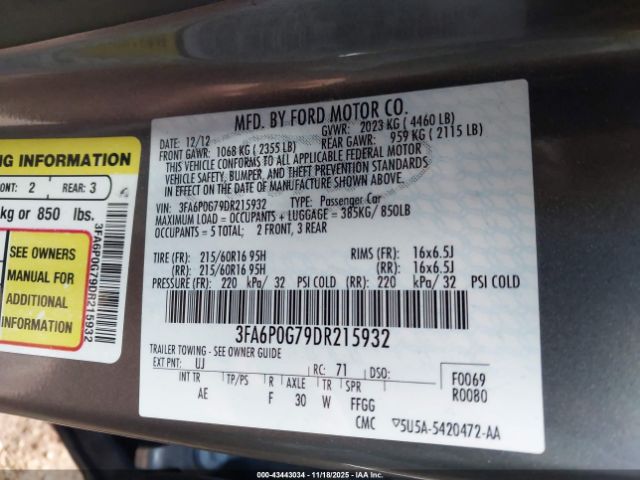 NG INFORMATION
ONT: 2 REAR: 3
kg or 850 lbs.
SEE OWNERS
MANUAL FOR
ADDITIONAL
INFORMATION
3FA6P0G79DR215932
MFD. BY FORD MOTOR CO.
DATE: 12/12 GVWR: 2023 KG ( 4460 LB)
FRONT GAWR: 1068 KG ( 2355 LB) REAR GAWR: 959 KG ( 2115 LB)
THIS VEHICLE CONFORMS TO ALL APPLICABLE FEDERAL MOTOR
VEHICLE SAFETY, BUMPER, AND THEFT PREVENTION STANDARDS
IN EFFECT ON THE DATE OF MANUFACTURE SHOWN ABOVE.
VIN: 3FA6P0G79DR215932 TYPE: Passenger Car
MAXIMUM LOAD = OCCUPANTS + LUGGAGE = 385KG/ 850LB
OCCUPANTS = 5 TOTAL; 2 FRONT, 3 REAR
TIRE (FR): 215/60R16 95H RIMS (FR): 16x6.5J
(RR): 215/60R16 95H (RR): 16x6.5J
PRESSURE (FR): 220 kPa/ 32 PSI COLD (RR): 220 kPa/ 32 PSI COLD
3FA6P0G79DR215932
TRAILER TOWING - SEE OWNER GUIDE
EXT PNT: UJ RC: 71 DSO:
INT TR TP/PS R AXLE TR SPR
AE F 30 W FFGG
CMC
F0069
R0080
5U5A-5420472-AA
000-43443034 - 11/18/2025 - COPYRIGHT IAA, LLC